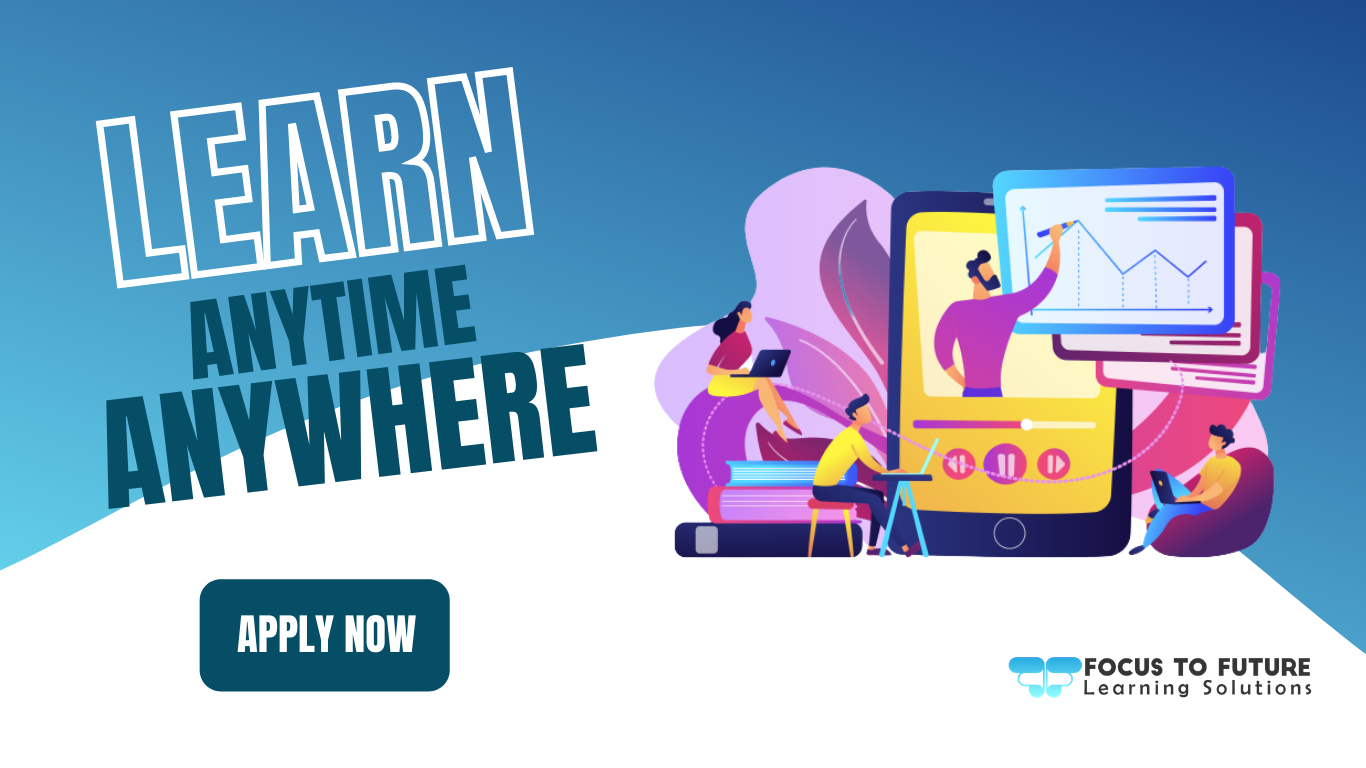 LEARN
ANYTIME
ANYWHERE
APPLY NOW
FOCUS TO FUTURE
Learning Solutions